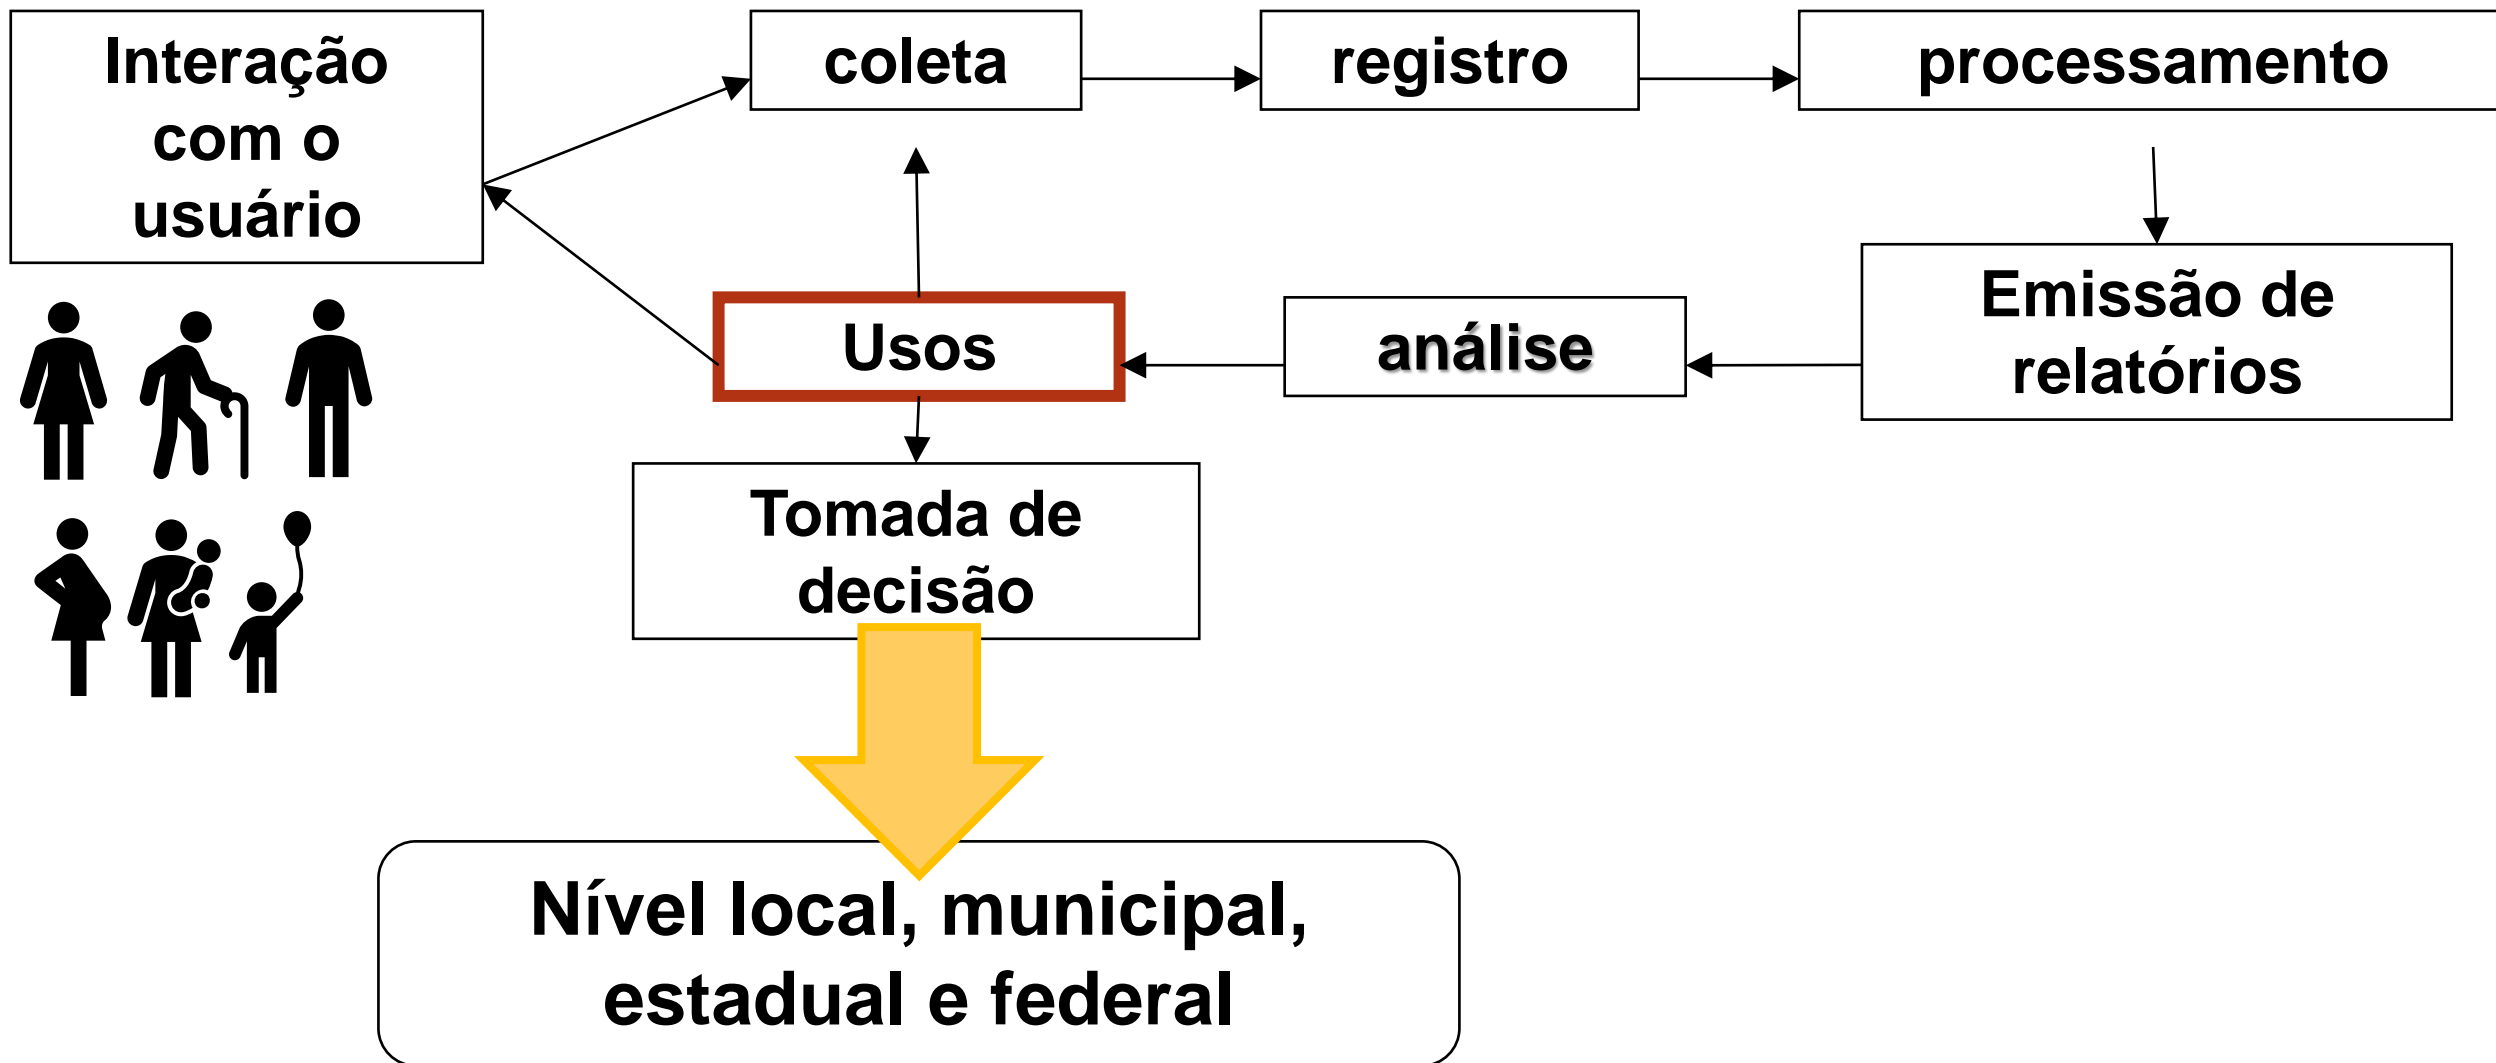 Interação
com o
usuário
coleta
registro
processamento
Emissão de
relatórios
análise
Usos
Tomada de
decisão
Nível local, municipal,
estadual e federal